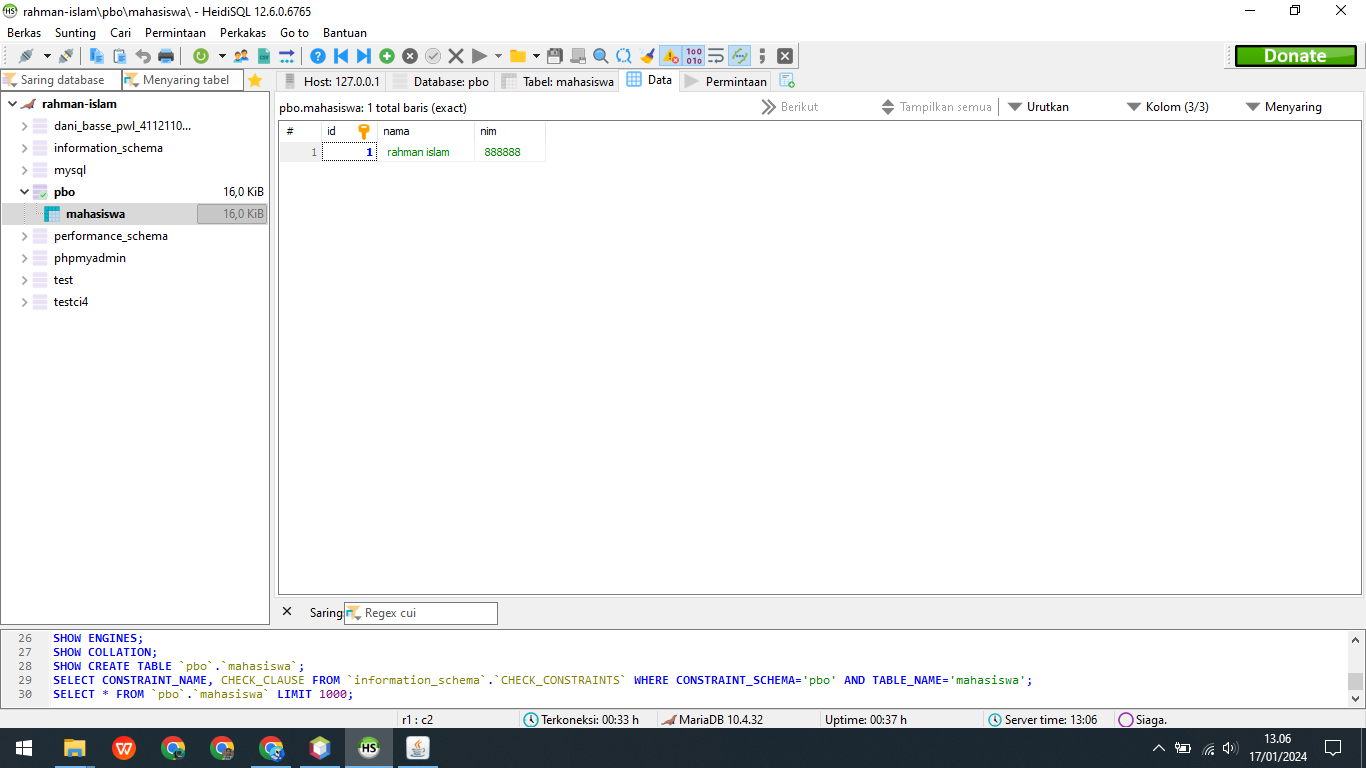 rahman-islam\pbo\mahasiswa\ - HeidiSQL 12.6.0.6765
Berkas Sunting Cari Permintaan Perkakas Go to Bantuan
Donate
Saring database Menyaring tabel Host: 127.0.0.1 Database: pbo Tabel: mahasiswa Data Permintaan
rahman-islam
dani_basse_pwl_4112110...
information_schema
mysql
pbo 16,0 KiB
mahasiswa 16,0 KiB
performance_schema
phpmyadmin
test
testci4
pbo.mahasiswa: 1 total baris (exact) Berikut Tampilkan semua Urutkan Kolom (3/3) Menyaring
# id nama nim
1 1 rahman islam 888888
Saring: Regex cui
26 SHOW ENGINES;
27 SHOW COLLATION;
28 SHOW CREATE TABLE `pbo`.`mahasiswa`;
29 SELECT CONSTRAINT_NAME, CHECK_CLAUSE FROM `information_schema`.`CHECK_CONSTRAINTS` WHERE CONSTRAINT_SCHEMA='pbo' AND TABLE_NAME='mahasiswa';
30 SELECT * FROM `pbo`.`mahasiswa` LIMIT 1000;
r1 : c2 Terkoneksi: 00:33 h MariaDB 10.4.32 Uptime: 00:37 h Server time: 13:06 Siaga.
HS
13.06
17/01/2024